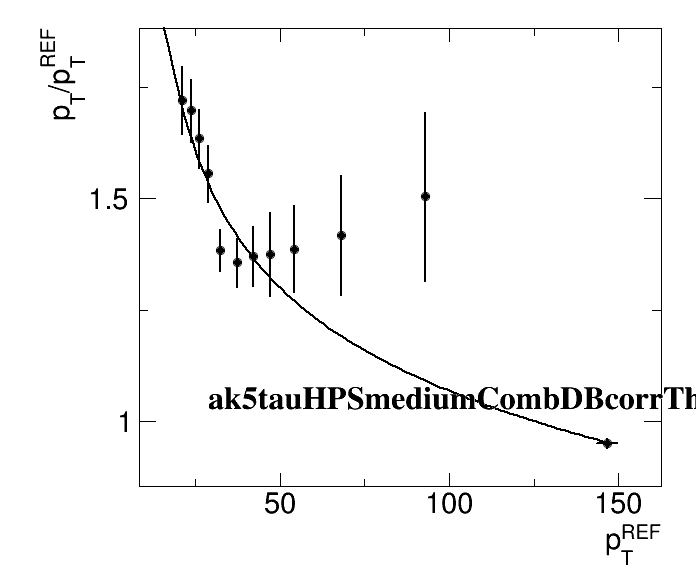 p_T/p_T^REF
1.5
ak5tauHPSmediumCombDBcorrTh
1
50 100 150
p_T^REF